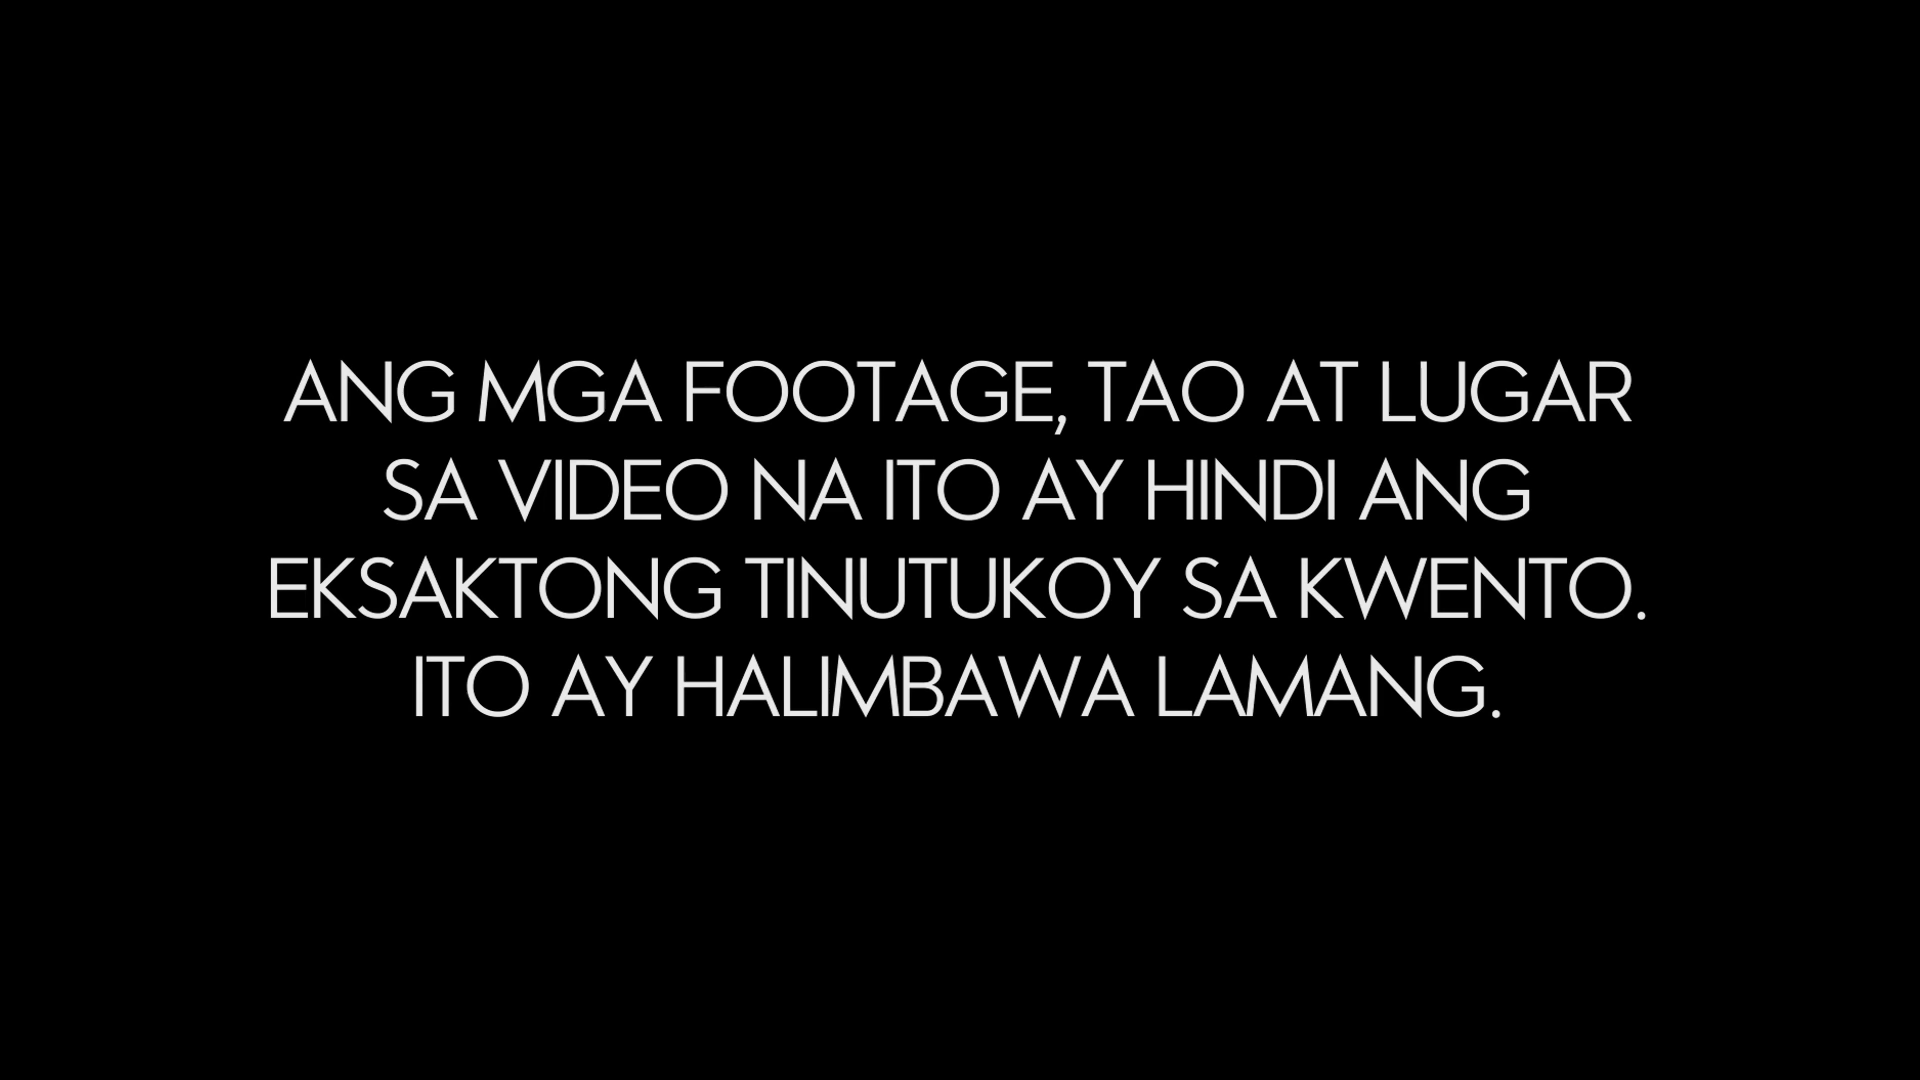 ANG MGA FOOTAGE, TAO AT LUGAR
SA VIDEO NA ITO AY HINDI ANG
EKSAKTONG TINUTUKOY SA KWENTO.
ITO AY HALIMBAWA LAMANG.